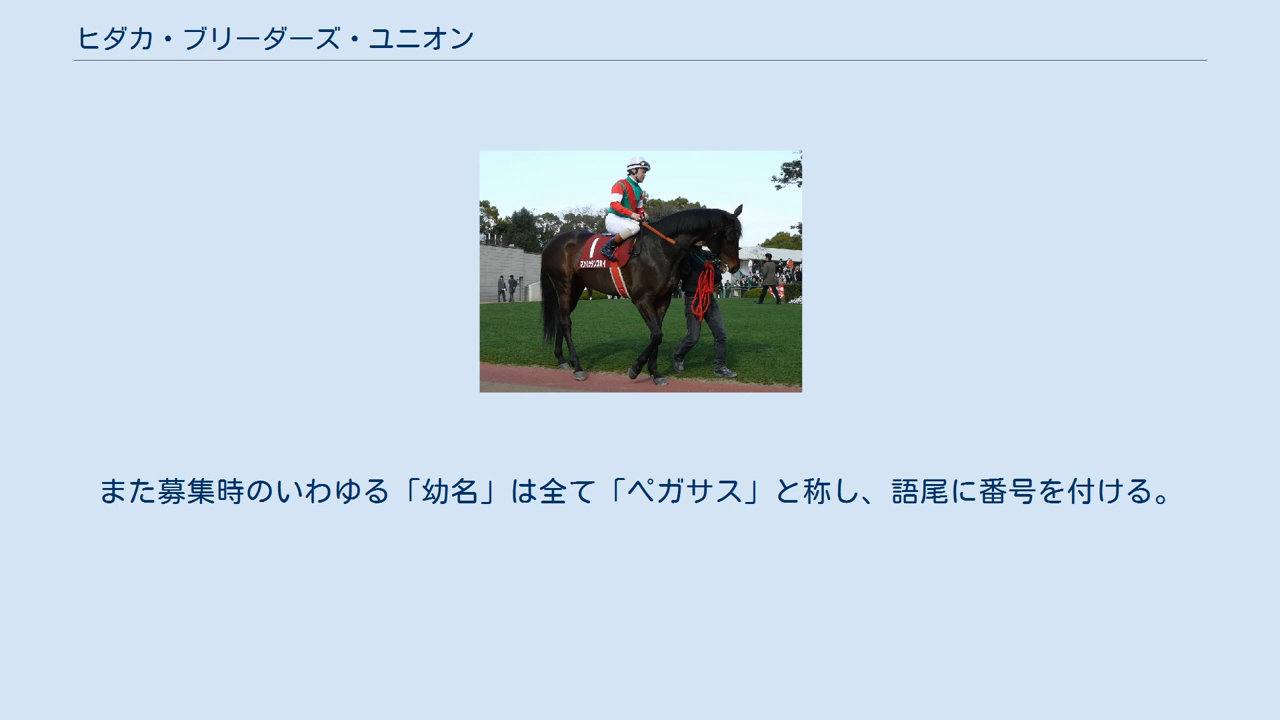 ヒダカ・ブリーダーズ・ユニオン
1
また募集時のいわゆる「幼名」は全て「ペガサス」と称し、語尾に番号を付ける。